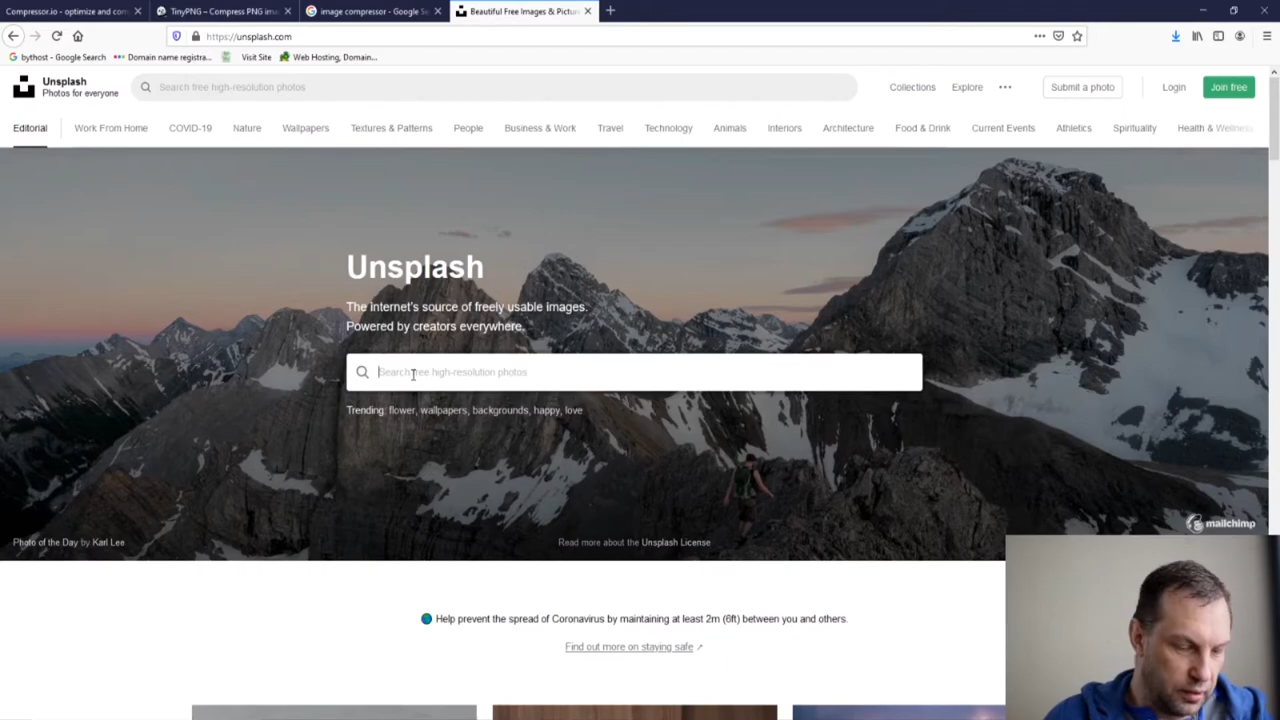 Compressor.io - optimize and com
TinyPNG – Compress PNG ima
image compressor - Google Se
Beautiful Free Images & Pictur
https://unsplash.com
bythost - Google Search
Domain name registra...
Visit Site
Web Hosting, Domain...
Unsplash
Photos for everyone
Search free high-resolution photos
Collections
Explore
Submit a photo
Login
Join free
Editorial
Work From Home
COVID-19
Nature
Wallpapers
Textures & Patterns
People
Business & Work
Travel
Technology
Animals
Interiors
Architecture
Food & Drink
Current Events
Athletics
Spirituality
Health & Wellness
Unsplash
The internet's source of freely usable images.
Powered by creators everywhere.
Search free high-resolution photos
Trending: flower, wallpapers, backgrounds, happy, love
mailchimp
Photo of the Day by Karl Lee
Read more about the Unsplash License
Help prevent the spread of Coronavirus by maintaining at least 2m (6ft) between you and others.
Find out more on staying safe ↗